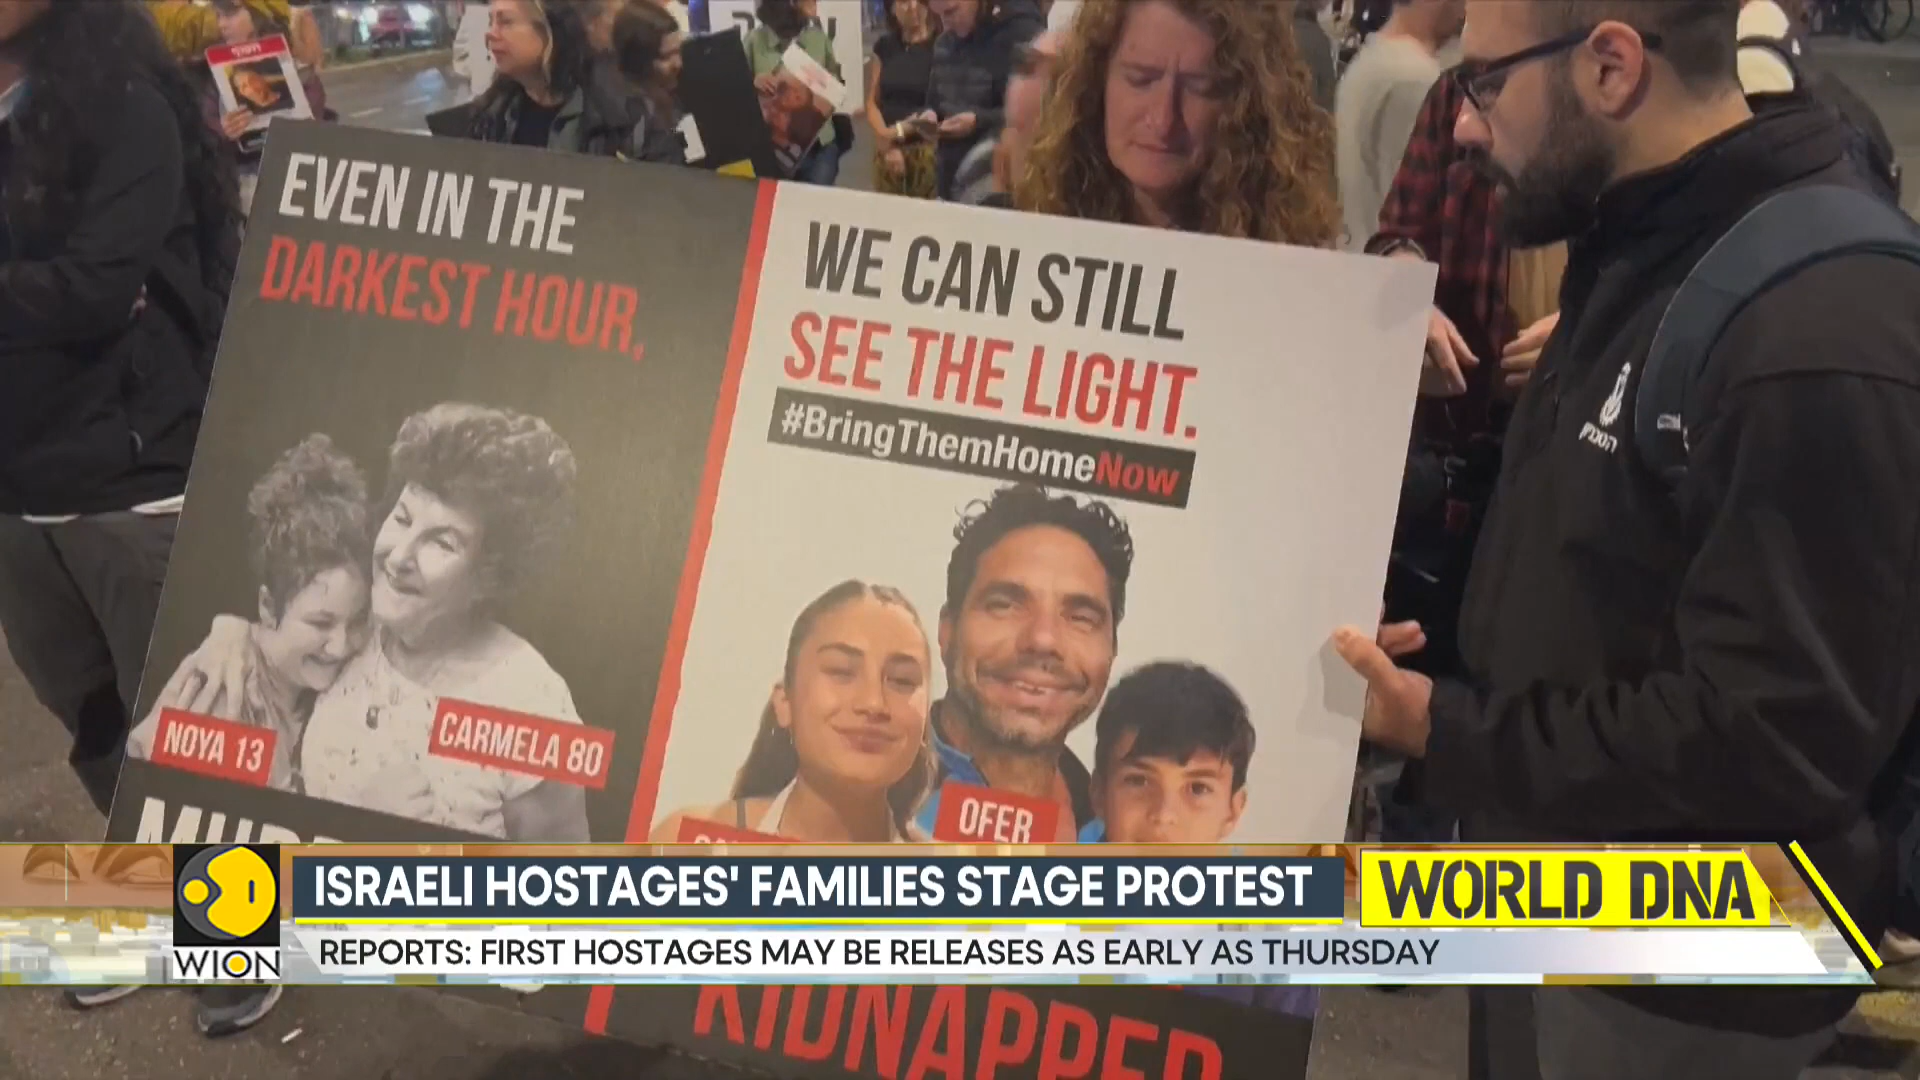 EVEN IN THE
DARKEST HOUR,
WE CAN STILL
SEE THE LIGHT.
#BringThemHomeNow
NOYA 13
CARMELA 80
OFER
המכון
ISRAELI HOSTAGES' FAMILIES STAGE PROTEST
WORLD DNA
WION
REPORTS: FIRST HOSTAGES MAY BE RELEASES AS EARLY AS THURSDAY
KIDNAPPED